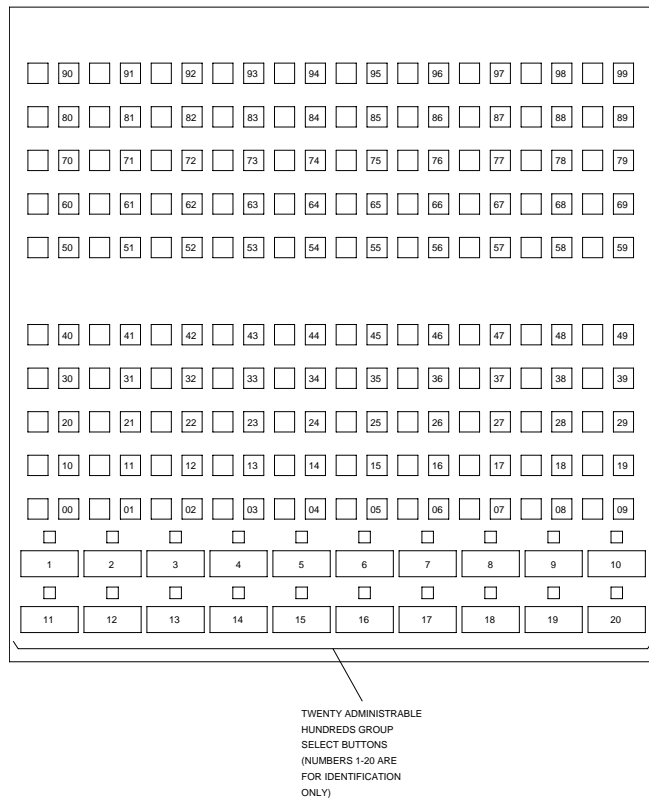 90 91 92 93 94 95 96 97 98 99
80 81 82 83 84 85 86 87 88 89
70 71 72 73 74 75 76 77 78 79
60 61 62 63 64 65 66 67 68 69
50 51 52 53 54 55 56 57 58 59
40 41 42 43 44 45 46 47 48 49
30 31 32 33 34 35 36 37 38 39
20 21 22 23 24 25 26 27 28 29
10 11 12 13 14 15 16 17 18 19
00 01 02 03 04 05 06 07 08 09
1 2 3 4 5 6 7 8 9 10
11 12 13 14 15 16 17 18 19 20
TWENTY ADMINISTRABLE
HUNDREDS GROUP
SELECT BUTTONS
(NUMBERS 1-20 ARE
FOR IDENTIFICATION
ONLY)